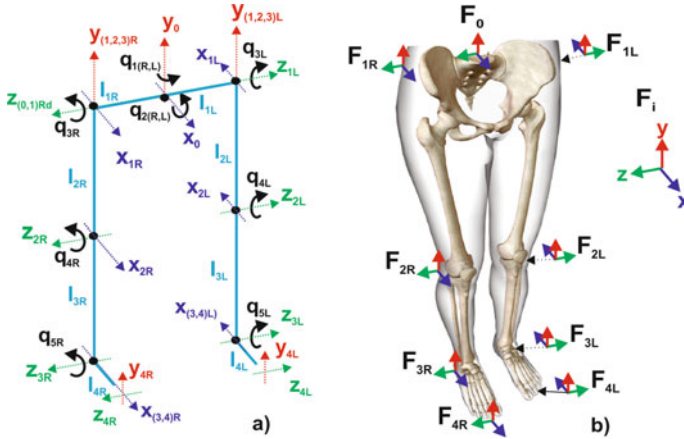 y(1,2,3)R
y0
y(1,2,3)L
x1L
q3L
q1(R,L)
z1L
z(0,1)Rd
l1R
l1L
q3R
q2(R,L)
x0
x1R
l2R
l2L
x2L
q4L
z2L
z2R
q4R
x2R
l3R
l3L
x(3,4)L)
q5L
z3L
q5R
l4L
y4L
z3R
y4R
z4L
l4R
z4R
x(3,4)R
a)
F0
F1R
F1L
Fi
y
z
x
F2R
F2L
F3L
F3R
F4L
F4R
b)